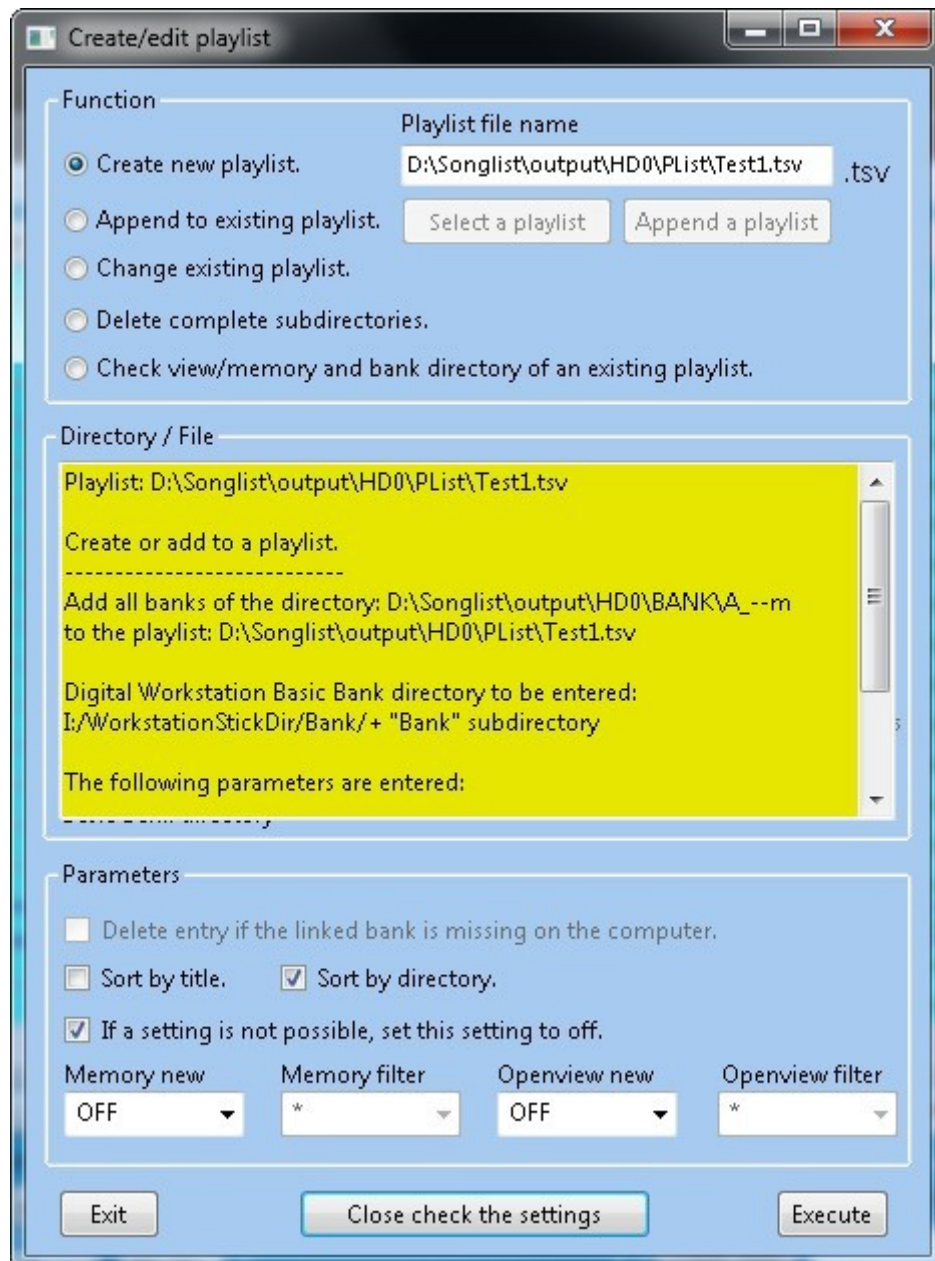 Create/edit playlist
Function
Playlist file name
Create new playlist.
D:\Songlist\output\HD0\PList\Test1.tsv
.tsv
Append to existing playlist.
Select a playlist
Append a playlist
Change existing playlist.
Delete complete subdirectories.
Check view/memory and bank directory of an existing playlist.
Directory / File
Playlist: D:\Songlist\output\HD0\PList\Test1.tsv
Create or add to a playlist.
----------------------------
Add all banks of the directory: D:\Songlist\output\HD0\BANK\A_--m
to the playlist: D:\Songlist\output\HD0\PList\Test1.tsv
Digital Workstation Basic Bank directory to be entered:
I:/WorkstationStickDir/Bank/+ "Bank" subdirectory
The following parameters are entered:
Parameters
Delete entry if the linked bank is missing on the computer.
Sort by title.
Sort by directory.
If a setting is not possible, set this setting to off.
Memory new
Memory filter
Openview new
Openview filter
OFF
*
OFF
*
Exit
Close check the settings
Execute